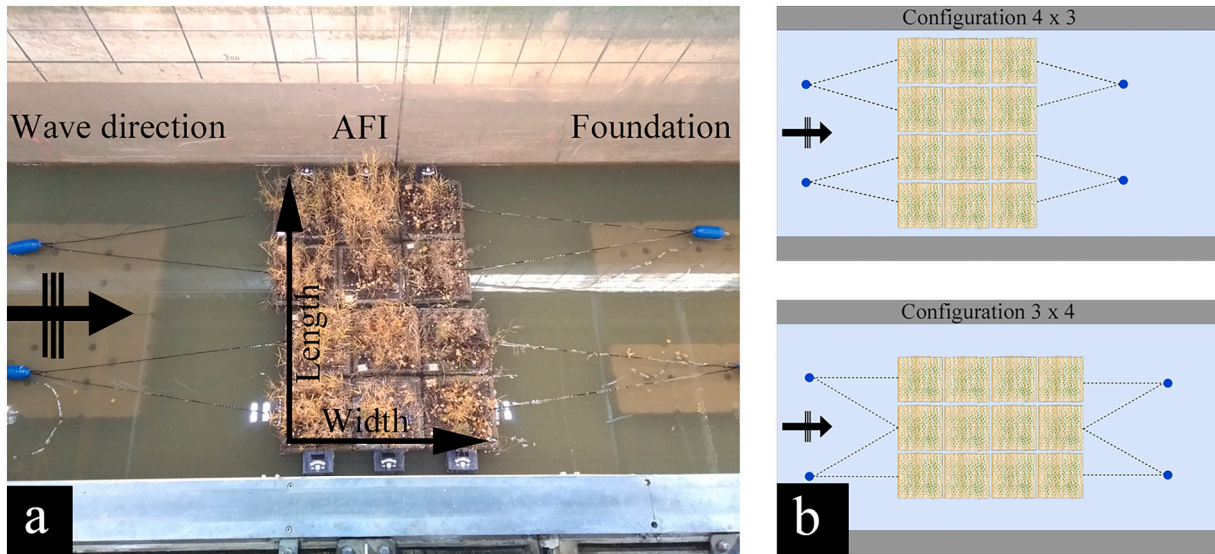 Wave direction
AFI
Foundation
Length
Width
a
Configuration 4 x 3
Configuration 3 x 4
b